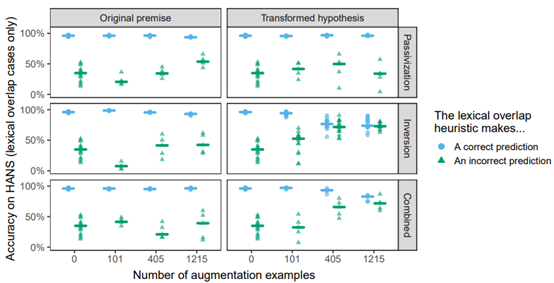 Original premise
Transformed hypothesis
Accuracy on HANS (lexical overlap cases only)
100%
50%
0%
Passivization
100%
50%
0%
Inversion
100%
50%
0%
Combined
0
101
405
1215
0
101
405
1215
Number of augmentation examples
The lexical overlap
heuristic makes...
A correct prediction
An incorrect prediction